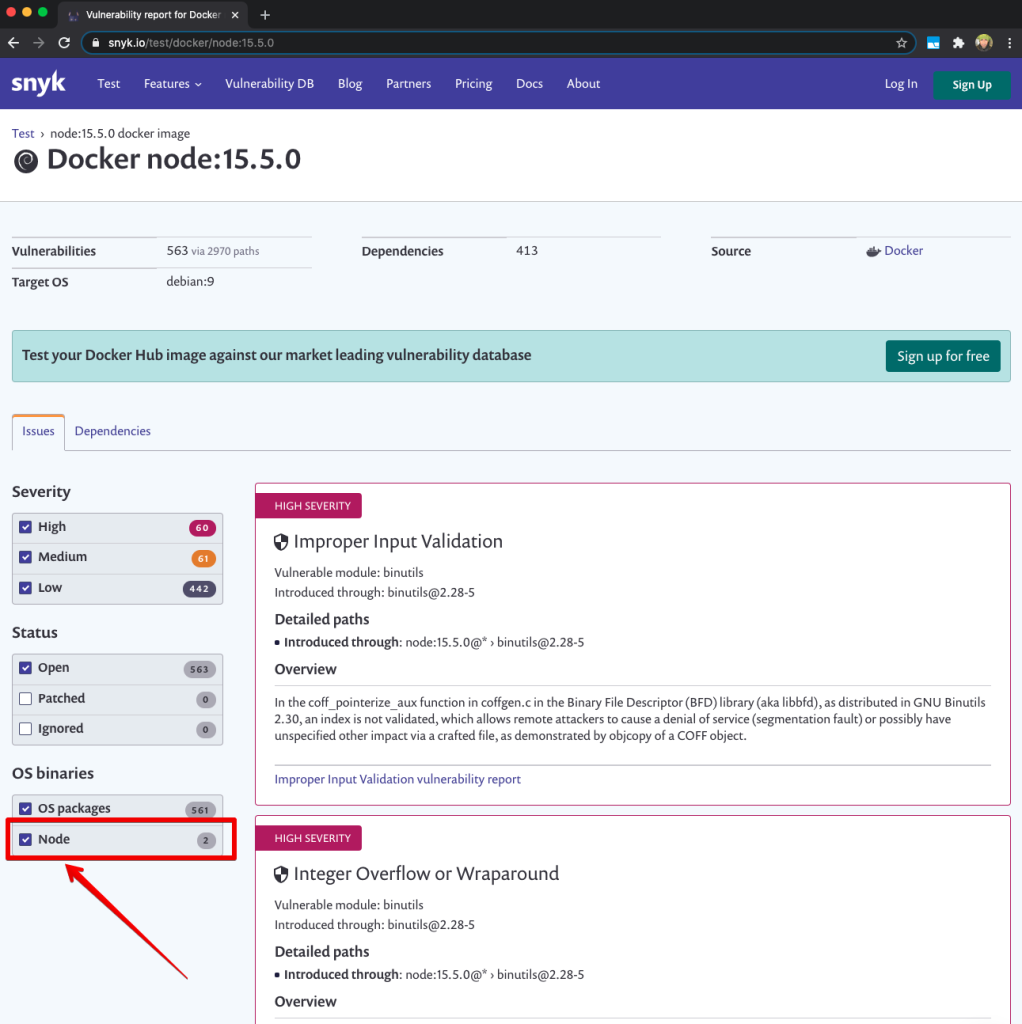 Vulnerability report for Docker
snyk.io/test/docker/node:15.5.0
snyk
Test
Features
Vulnerability DB
Blog
Partners
Pricing
Docs
About
Log In
Sign Up
Test › node:15.5.0 docker image
Docker node:15.5.0
Vulnerabilities 563 via 2970 paths
Dependencies 413
Source Docker
Target OS debian:9
Test your Docker Hub image against our market leading vulnerability database
Sign up for free
Issues
Dependencies
Severity
High 60
Medium 61
Low 442
Status
Open 563
Patched 0
Ignored 0
OS binaries
OS packages 561
Node 2
HIGH SEVERITY
Improper Input Validation
Vulnerable module: binutils
Introduced through: binutils@2.28-5
Detailed paths
• Introduced through: node:15.5.0@* › binutils@2.28-5
Overview
In the coff_pointerize_aux function in coffgen.c in the Binary File Descriptor (BFD) library (aka libbfd), as distributed in GNU Binutils
2.30, an index is not validated, which allows remote attackers to cause a denial of service (segmentation fault) or possibly have
unspecified other impact via a crafted file, as demonstrated by objcopy of a COFF object.
Improper Input Validation vulnerability report
HIGH SEVERITY
Integer Overflow or Wraparound
Vulnerable module: binutils
Introduced through: binutils@2.28-5
Detailed paths
• Introduced through: node:15.5.0@* › binutils@2.28-5
Overview